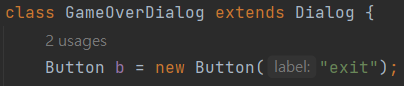 class GameOverDialog extends Dialog {
2 usages
Button b = new Button( label: "exit");